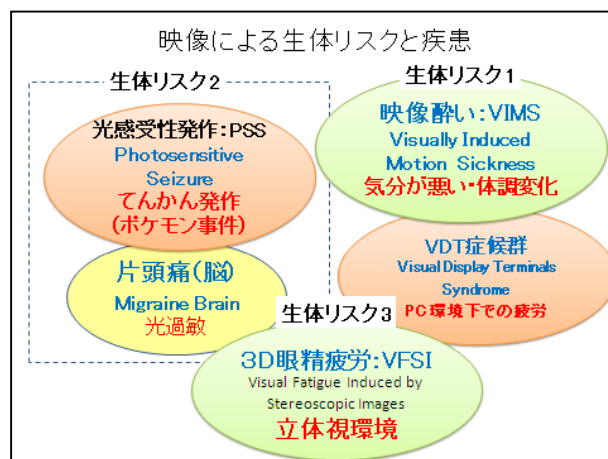 映像による生体リスクと疾患
生体リスク2
光感受性発作：PSS
Photosensitive
Seizure
てんかん発作
(ポケモン事件)
片頭痛(脳)
Migraine Brain
光過敏
生体リスク1
映像酔い：VIMS
Visually Induced
Motion Sickness
気分が悪い・体調変化
VDT症候群
Visual Display Terminals
Syndrome
PC環境下での疲労
生体リスク3
3D眼精疲労：VFSI
Visual Fatigue Induced by
Stereoscopic Images
立体視環境